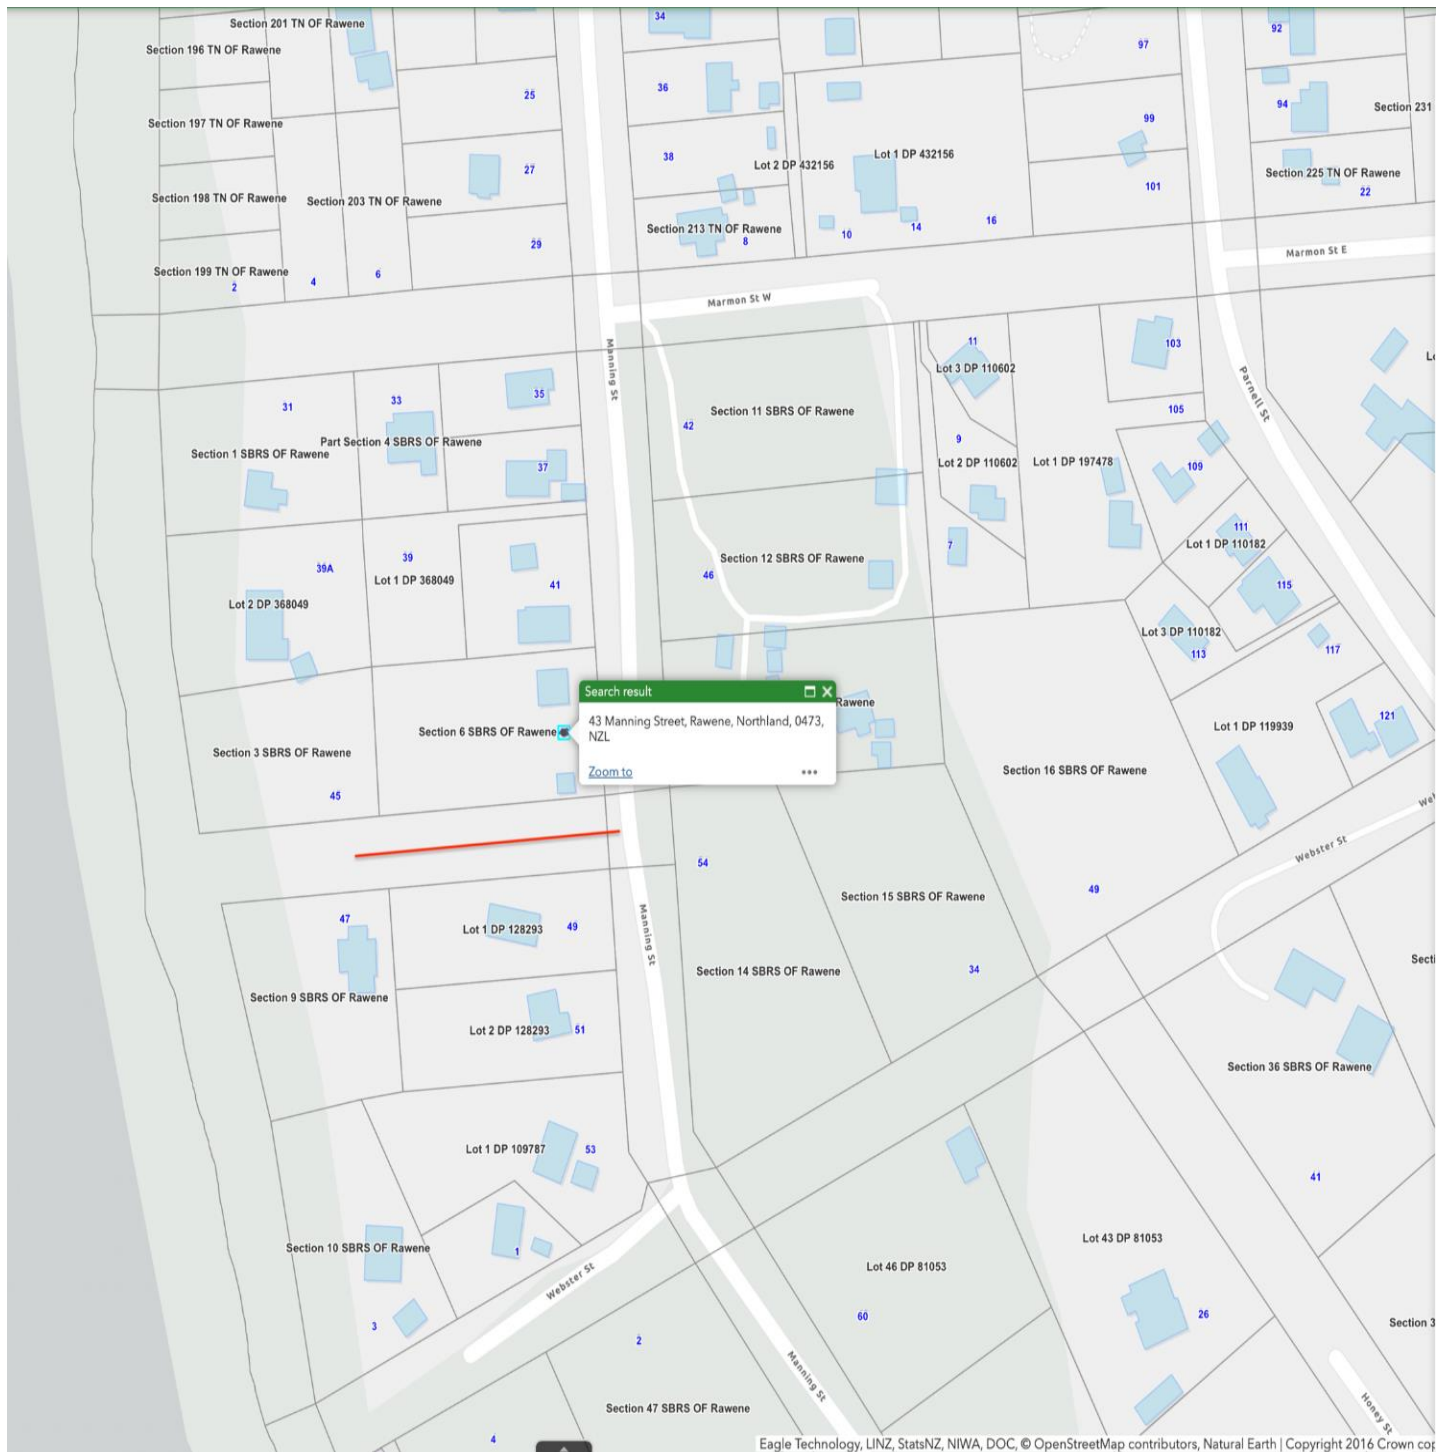 34
92
Section 201 TN OF Rawene
Section 196 TN OF Rawene
97
36
25
94
Section 231
99
Section 197 TN OF Rawene
38
Lot 2 DP 432156
Lot 1 DP 432156
27
Section 225 TN OF Rawene
101
22
Section 198 TN OF Rawene
Section 203 TN OF Rawene
Section 213 TN OF Rawene
8
10
14
16
29
Marmon St E
Section 199 TN OF Rawene
2
4
6
Marmon St W
Manning St
11
103
Lot 3 DP 110602
Parnell St
31
33
35
105
Section 11 SBRS OF Rawene
42
Part Section 4 SBRS OF Rawene
9
Section 1 SBRS OF Rawene
37
Lot 2 DP 110602
Lot 1 DP 197478
109
111
Lot 1 DP 110182
7
39
39A
Section 12 SBRS OF Rawene
46
Lot 1 DP 368049
41
115
Lot 2 DP 368049
Lot 3 DP 110182
113
117
Search result
Rawene
43 Manning Street, Rawene, Northland, 0473,
NZL
Zoom to
Section 6 SBRS OF Rawene
121
Lot 1 DP 119939
Section 3 SBRS OF Rawene
45
Section 16 SBRS OF Rawene
Webster St
54
Section 15 SBRS OF Rawene
49
47
Lot 1 DP 128293
49
Manning St
Section 14 SBRS OF Rawene
34
Section 9 SBRS OF Rawene
Lot 2 DP 128293
51
Section 36 SBRS OF Rawene
Lot 1 DP 109787
53
41
Section 10 SBRS OF Rawene
1
Lot 43 DP 81053
Webster St
Lot 46 DP 81053
3
60
26
2
Manning St
Honey St
Section 47 SBRS OF Rawene
4
Eagle Technology, LINZ, StatsNZ, NIWA, DOC, © OpenStreetMap contributors, Natural Earth | Copyright 2016 Crown